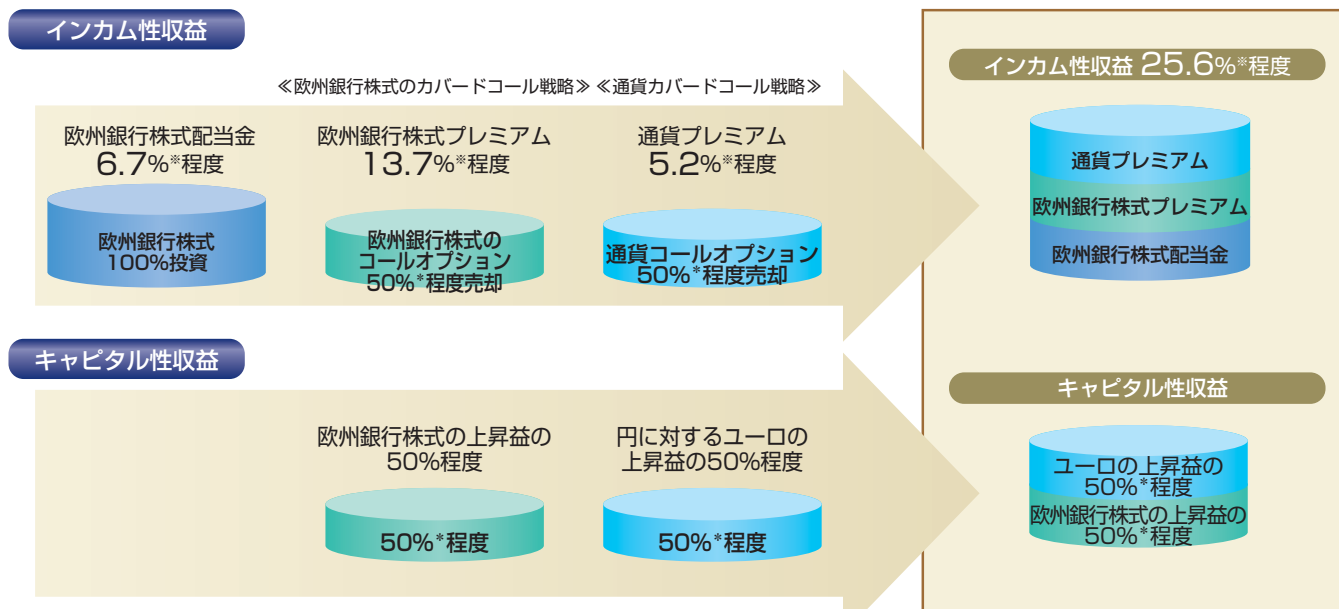 インカム性収益
≪欧州銀行株式のカバードコール戦略≫ ≪通貨カバードコール戦略≫
欧州銀行株式配当金
6.7%※程度
欧州銀行株式
100%投資
欧州銀行株式プレミアム
13.7%※程度
欧州銀行株式の
コールオプション
50%*程度売却
通貨プレミアム
5.2%※程度
通貨コールオプション
50%*程度売却
インカム性収益 25.6%※程度
通貨プレミアム
欧州銀行株式プレミアム
欧州銀行株式配当金
キャピタル性収益
欧州銀行株式の上昇益の
50%程度
50%*程度
円に対するユーロの
上昇益の50%程度
50%*程度
キャピタル性収益
ユーロの上昇益の
50%*程度
欧州銀行株式の上昇益の
50%*程度